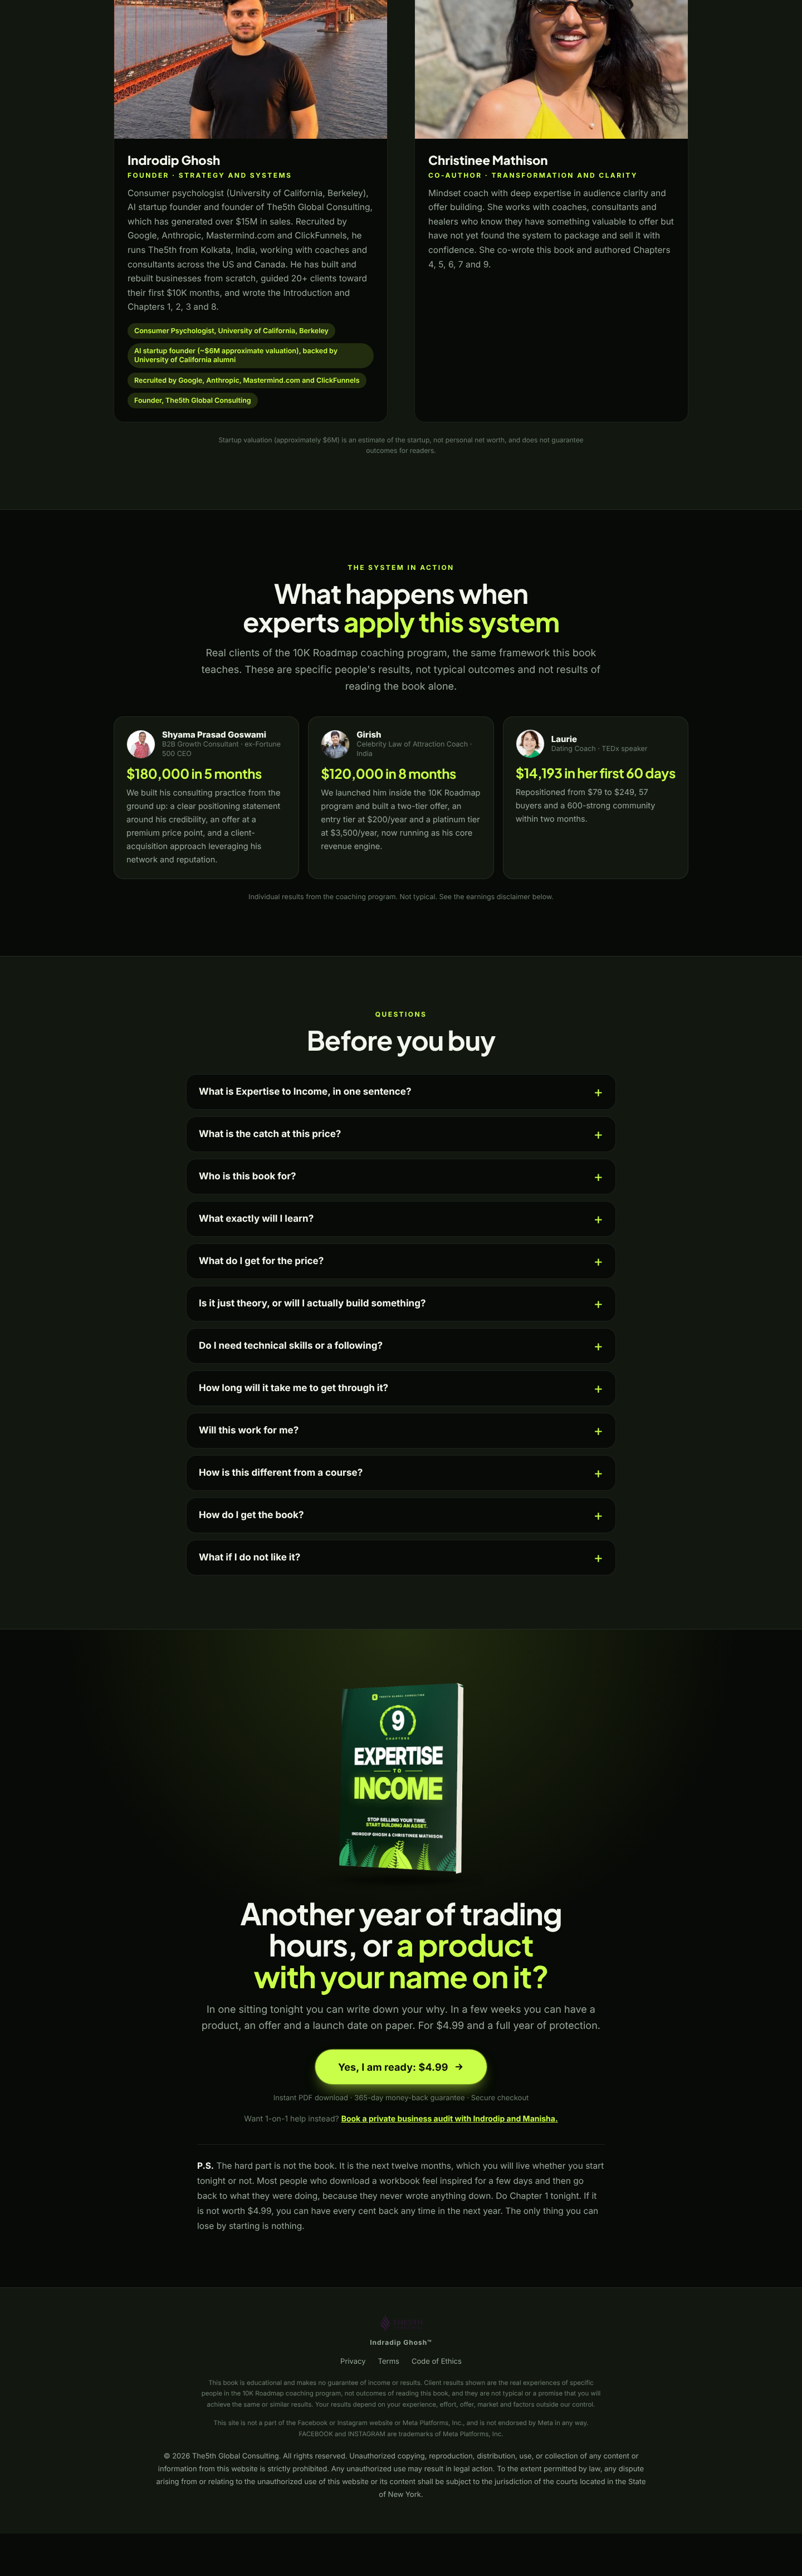 Indrodip Ghosh
FOUNDER · STRATEGY AND SYSTEMS
Consumer psychologist (University of California, Berkeley),
AI startup founder and founder of The5th Global Consulting,
which has generated over $15M in sales. Recruited by
Google, Anthropic, Mastermind.com and ClickFunnels, he
runs The5th from Kolkata, India, working with coaches and
consultants across the US and Canada. He has built and
rebuilt businesses from scratch, guided 20+ clients toward
their first $10K months, and wrote the Introduction and
Chapters 1, 2, 3 and 8.
Consumer Psychologist, University of California, Berkeley
AI startup founder (~$6M approximate valuation), backed by
University of California alumni
Recruited by Google, Anthropic, Mastermind.com and ClickFunnels
Founder, The5th Global Consulting
Christinee Mathison
CO-AUTHOR · TRANSFORMATION AND CLARITY
Mindset coach with deep expertise in audience clarity and
offer building. She works with coaches, consultants and
healers who know they have something valuable to offer but
have not yet found the system to package and sell it with
confidence. She co-wrote this book and authored Chapters
4, 5, 6, 7 and 9.
Startup valuation (approximately $6M) is an estimate of the startup, not personal net worth, and does not guarantee
outcomes for readers.
THE SYSTEM IN ACTION
What happens when
experts apply this system
Real clients of the 10K Roadmap coaching program, the same framework this book
teaches. These are specific people's results, not typical outcomes and not results of
reading the book alone.
Shyama Prasad Goswami
B2B Growth Consultant · ex-Fortune
500 CEO
$180,000 in 5 months
We built his consulting practice from the
ground up: a clear positioning statement
around his credibility, an offer at a
premium price point, and a client-
acquisition approach leveraging his
network and reputation.
Girish
Celebrity Law of Attraction Coach ·
India
$120,000 in 8 months
We launched him inside the 10K Roadmap
program and built a two-tier offer, an
entry tier at $200/year and a platinum tier
at $3,500/year, now running as his core
revenue engine.
Laurie
Dating Coach · TEDx speaker
$14,193 in her first 60 days
Repositioned from $79 to $249, 57
buyers and a 600-strong community
within two months.
Individual results from the coaching program. Not typical. See the earnings disclaimer below.
QUESTIONS
Before you buy
What is Expertise to Income, in one sentence?
+
What is the catch at this price?
+
Who is this book for?
+
What exactly will I learn?
+
What do I get for the price?
+
Is it just theory, or will I actually build something?
+
Do I need technical skills or a following?
+
How long will it take me to get through it?
+
Will this work for me?
+
How is this different from a course?
+
How do I get the book?
+
What if I do not like it?
+
THE5TH GLOBAL CONSULTING
9
CHAPTERS
EXPERTISE
TO
INCOME
STOP SELLING YOUR TIME.
START BUILDING AN ASSET.
INDRODIP GHOSH & CHRISTINEE MATHISON
Another year of trading
hours, or a product
with your name on it?
In one sitting tonight you can write down your why. In a few weeks you can have a
product, an offer and a launch date on paper. For $4.99 and a full year of protection.
Yes, I am ready: $4.99 →
Instant PDF download · 365-day money-back guarantee · Secure checkout
Want 1-on-1 help instead? Book a private business audit with Indrodip and Manisha.
P.S. The hard part is not the book. It is the next twelve months, which you will live whether you start
tonight or not. Most people who download a workbook feel inspired for a few days and then go
back to what they were doing, because they never wrote anything down. Do Chapter 1 tonight. If it
is not worth $4.99, you can have every cent back any time in the next year. The only thing you can
lose by starting is nothing.
Indradip Ghosh™
Privacy Terms Code of Ethics
This book is educational and makes no guarantee of income or results. Client results shown are the real experiences of specific
people in the 10K Roadmap coaching program, not outcomes of reading this book, and they are not typical or a promise that you will
achieve the same or similar results. Your results depend on your experience, effort, offer, market and factors outside our control.
This site is not a part of the Facebook or Instagram website or Meta Platforms, Inc., and is not endorsed by Meta in any way.
FACEBOOK and INSTAGRAM are trademarks of Meta Platforms, Inc.
© 2026 The5th Global Consulting. All rights reserved. Unauthorized copying, reproduction, distribution, use, or collection of any content or
information from this website is strictly prohibited. Any unauthorized use may result in legal action. To the extent permitted by law, any dispute
arising from or relating to the unauthorized use of this website or its content shall be subject to the jurisdiction of the courts located in the State
of New York.